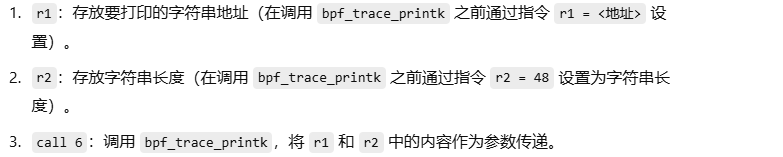 1. r1：存放要打印的字符串地址（在调用 bpf_trace_printk 之前通过指令 r1 = <地址> 设
置）。
2. r2：存放字符串长度（在调用 bpf_trace_printk 之前通过指令 r2 = 48 设置为字符串长
度）。
3. call 6：调用 bpf_trace_printk，将 r1 和 r2 中的内容作为参数传递。